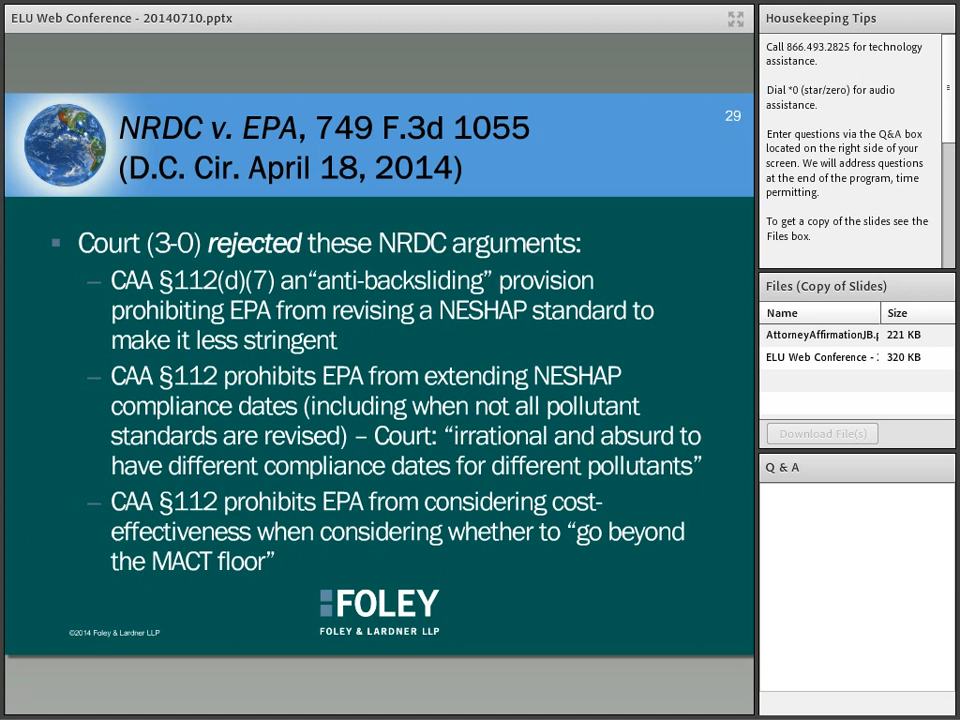 ELU Web Conference - 20140710.pptx
29
NRDC v. EPA, 749 F.3d 1055
(D.C. Cir. April 18, 2014)
▪ Court (3-0) rejected these NRDC arguments:
– CAA §112(d)(7) an“anti-backsliding” provision
prohibiting EPA from revising a NESHAP standard to
make it less stringent
– CAA §112 prohibits EPA from extending NESHAP
compliance dates (including when not all pollutant
standards are revised) – Court: “irrational and absurd to
have different compliance dates for different pollutants”
– CAA §112 prohibits EPA from considering cost-
effectiveness when considering whether to “go beyond
the MACT floor”
FOLEY
FOLEY & LARDNER LLP
©2014 Foley & Lardner LLP
Housekeeping Tips
Call 866.493.2825 for technology
assistance.
Dial *0 (star/zero) for audio
assistance.
Enter questions via the Q&A box
located on the right side of your
screen. We will address questions
at the end of the program, time
permitting.
To get a copy of the slides see the
Files box.
Files (Copy of Slides)
Name Size
AttorneyAffirmationJB.p 221 KB
ELU Web Conference - 320 KB
Download File(s)
Q & A